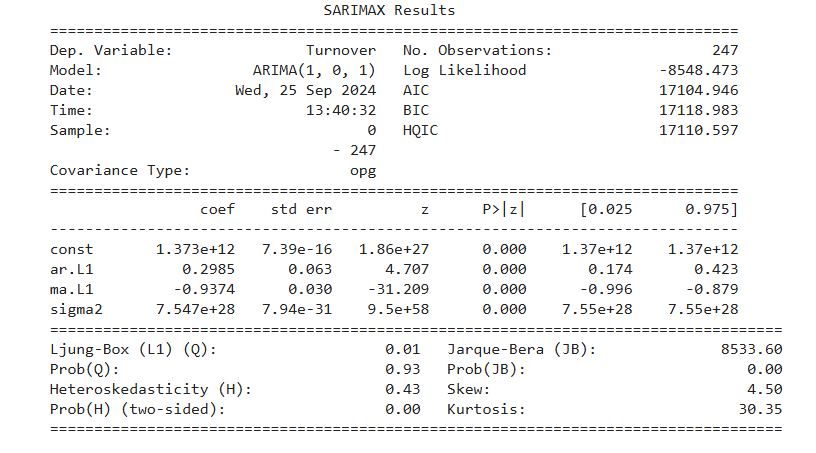 SARIMAX Results
==============================================================================
Dep. Variable:               Turnover   No. Observations:                  247
Model:                 ARIMA(1, 0, 1)   Log Likelihood               -8548.473
Date:                Wed, 25 Sep 2024   AIC                          17104.946
Time:                        13:40:32   BIC                          17118.983
Sample:                             0   HQIC                         17110.597
                                - 247
Covariance Type:                  opg
==============================================================================
                 coef    std err          z      P>|z|      [0.025      0.975]
------------------------------------------------------------------------------
const       1.373e+12   7.39e-16   1.86e+27      0.000    1.37e+12    1.37e+12
ar.L1          0.2985      0.063      4.707      0.000       0.174       0.423
ma.L1         -0.9374      0.030    -31.209      0.000      -0.996      -0.879
sigma2      7.547e+28   7.94e-31    9.5e+58      0.000    7.55e+28    7.55e+28
===================================================================================
Ljung-Box (L1) (Q):                   0.01   Jarque-Bera (JB):              8533.60
Prob(Q):                              0.93   Prob(JB):                         0.00
Heteroskedasticity (H):               0.43   Skew:                             4.50
Prob(H) (two-sided):                  0.00   Kurtosis:                        30.35
===================================================================================